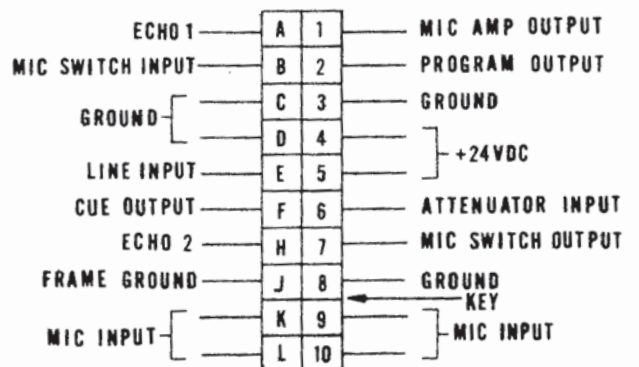 ECHO 1 A 1 MIC AMP OUTPUT
MIC SWITCH INPUT B 2 PROGRAM OUTPUT
C 3 GROUND
GROUND
D 4
+24VDC
LINE INPUT E 5
CUE OUTPUT F 6 ATTENUATOR INPUT
ECHO 2 H 7 MIC SWITCH OUTPUT
FRAME GROUND J 8 GROUND
KEY
K 9
MIC INPUT MIC INPUT
L 10